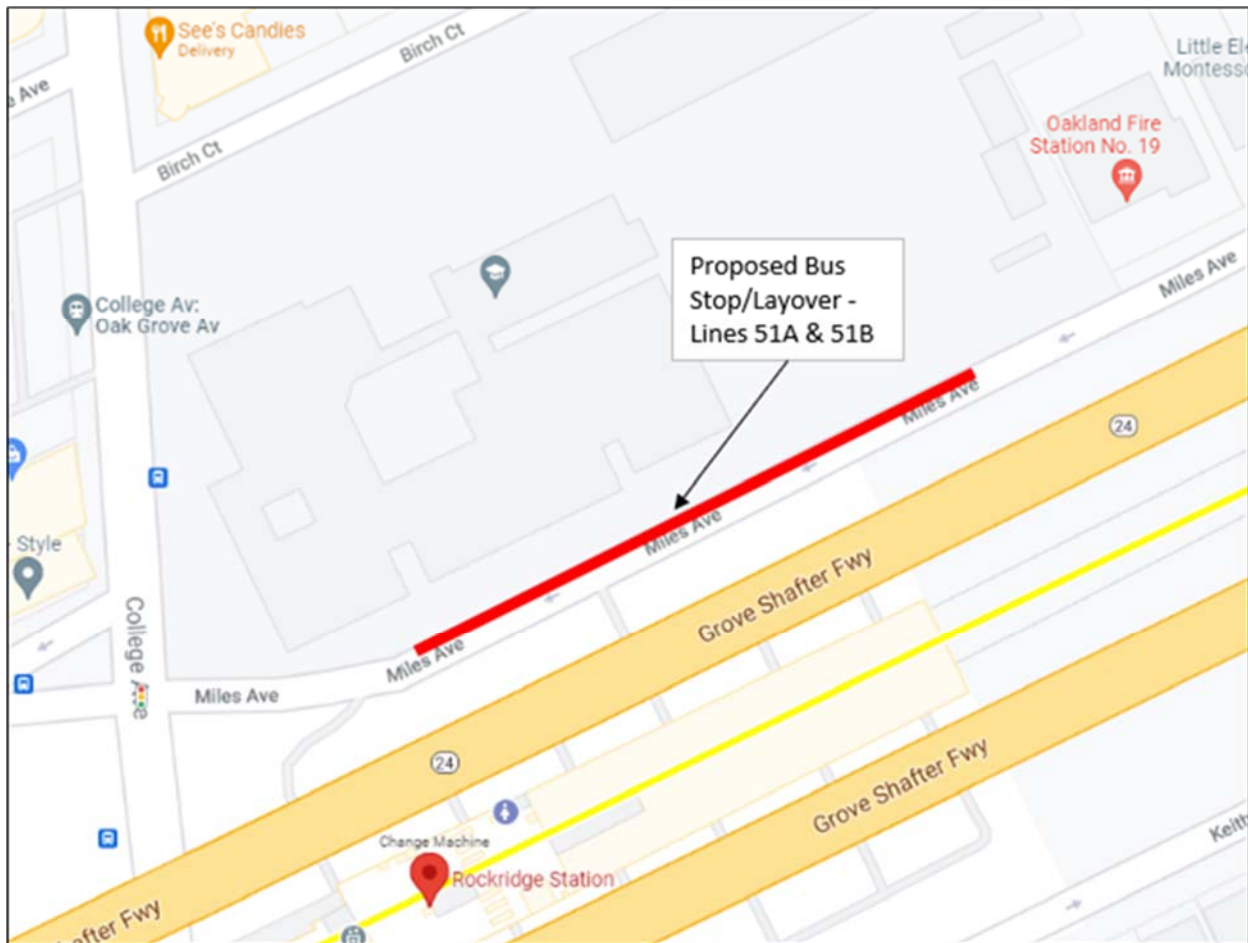 See's Candies
Delivery
Birch Ct
Little Ele
Montesso
e Ave
Oakland Fire
Station No. 19
Birch Ct
Proposed Bus
Stop/Layover -
Lines 51A & 51B
Miles Ave
College Av:
Oak Grove Av
Miles Ave
24
Miles Ave
Style
Grove Shafter Fwy
College Ave
Miles Ave
Miles Ave
24
Grove Shafter Fwy
Change Machine
Keith
Rockridge Station
after Fwy